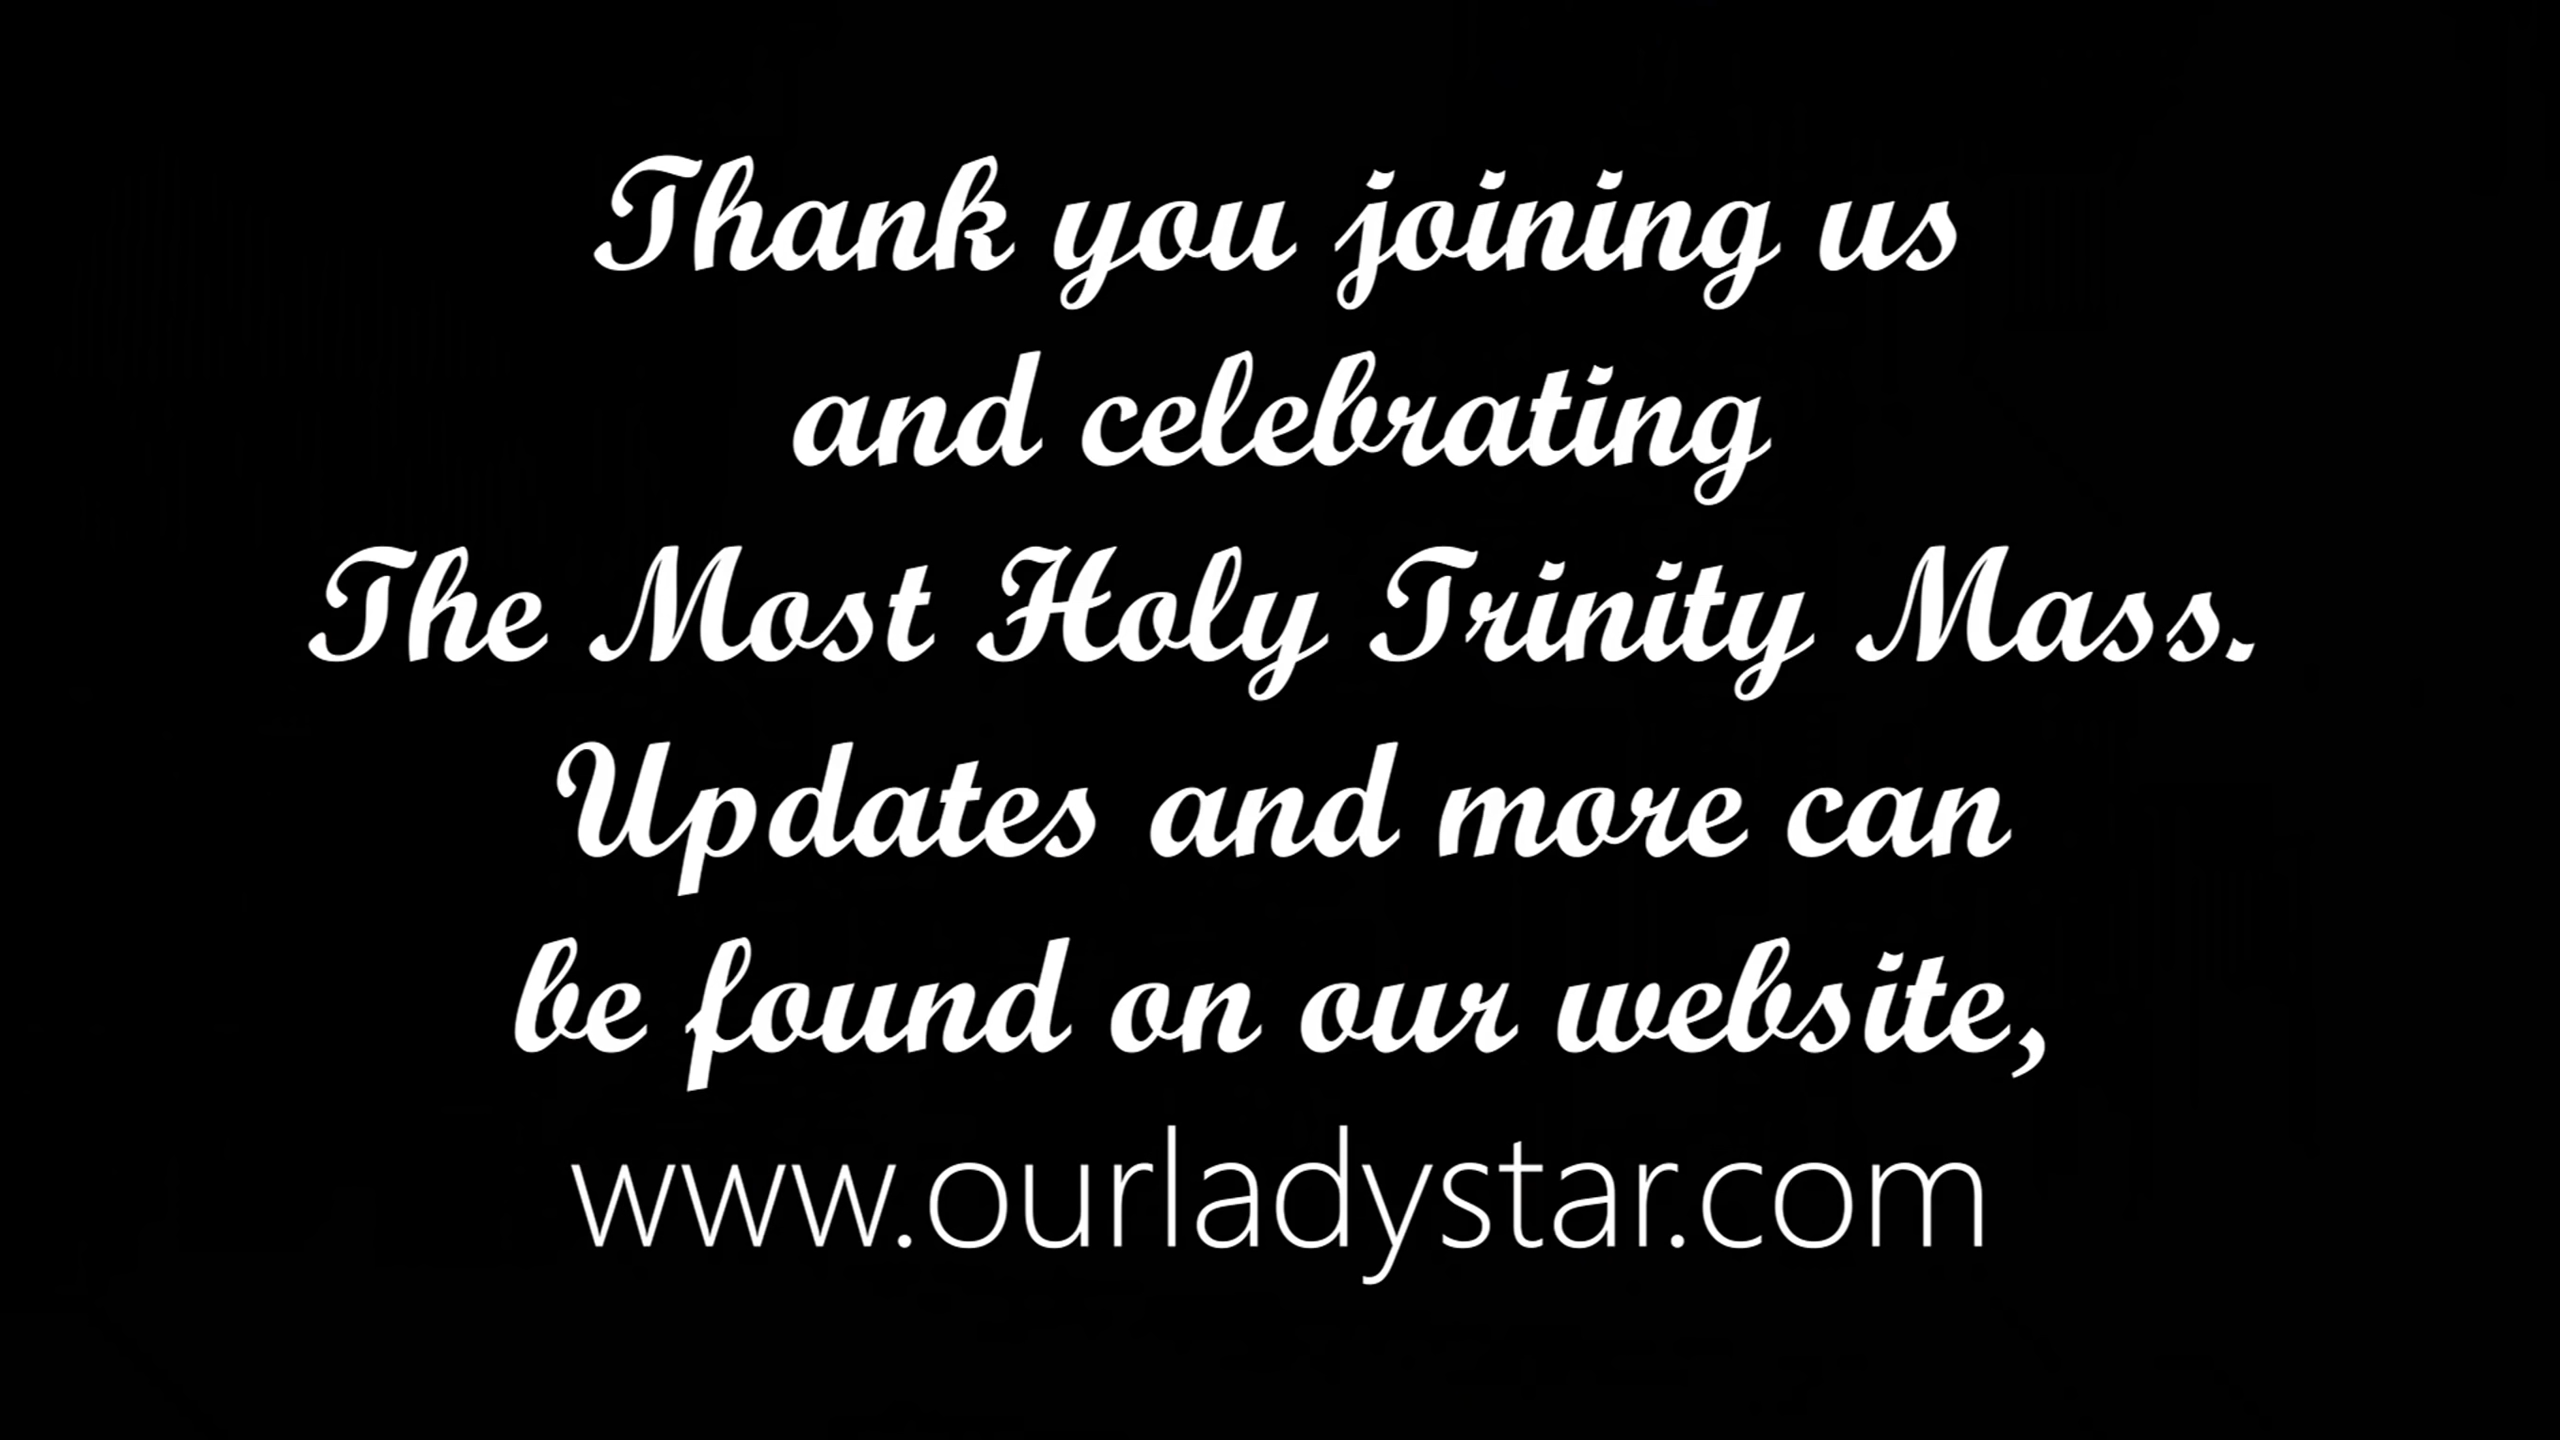 Thank you joining us
and celebrating
The Most Holy Trinity Mass.
Updates and more can
be found on our website,
www.ourladystar.com